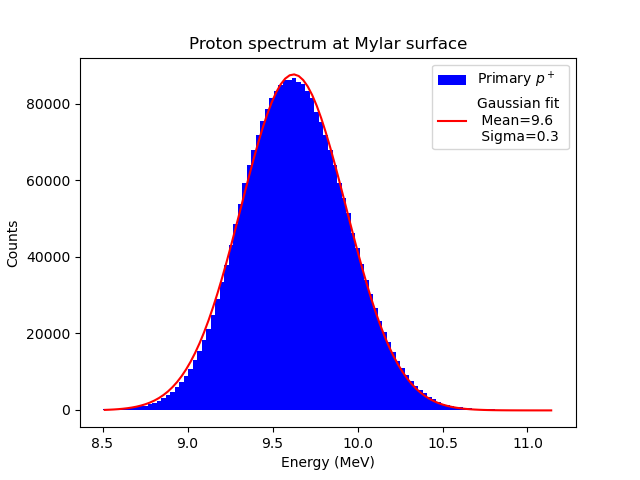 Proton spectrum at Mylar surface
Primary p⁺
Gaussian fit
Mean=9.6
Sigma=0.3
Counts
80000
60000
40000
20000
0
8.5 9.0 9.5 10.0 10.5 11.0
Energy (MeV)